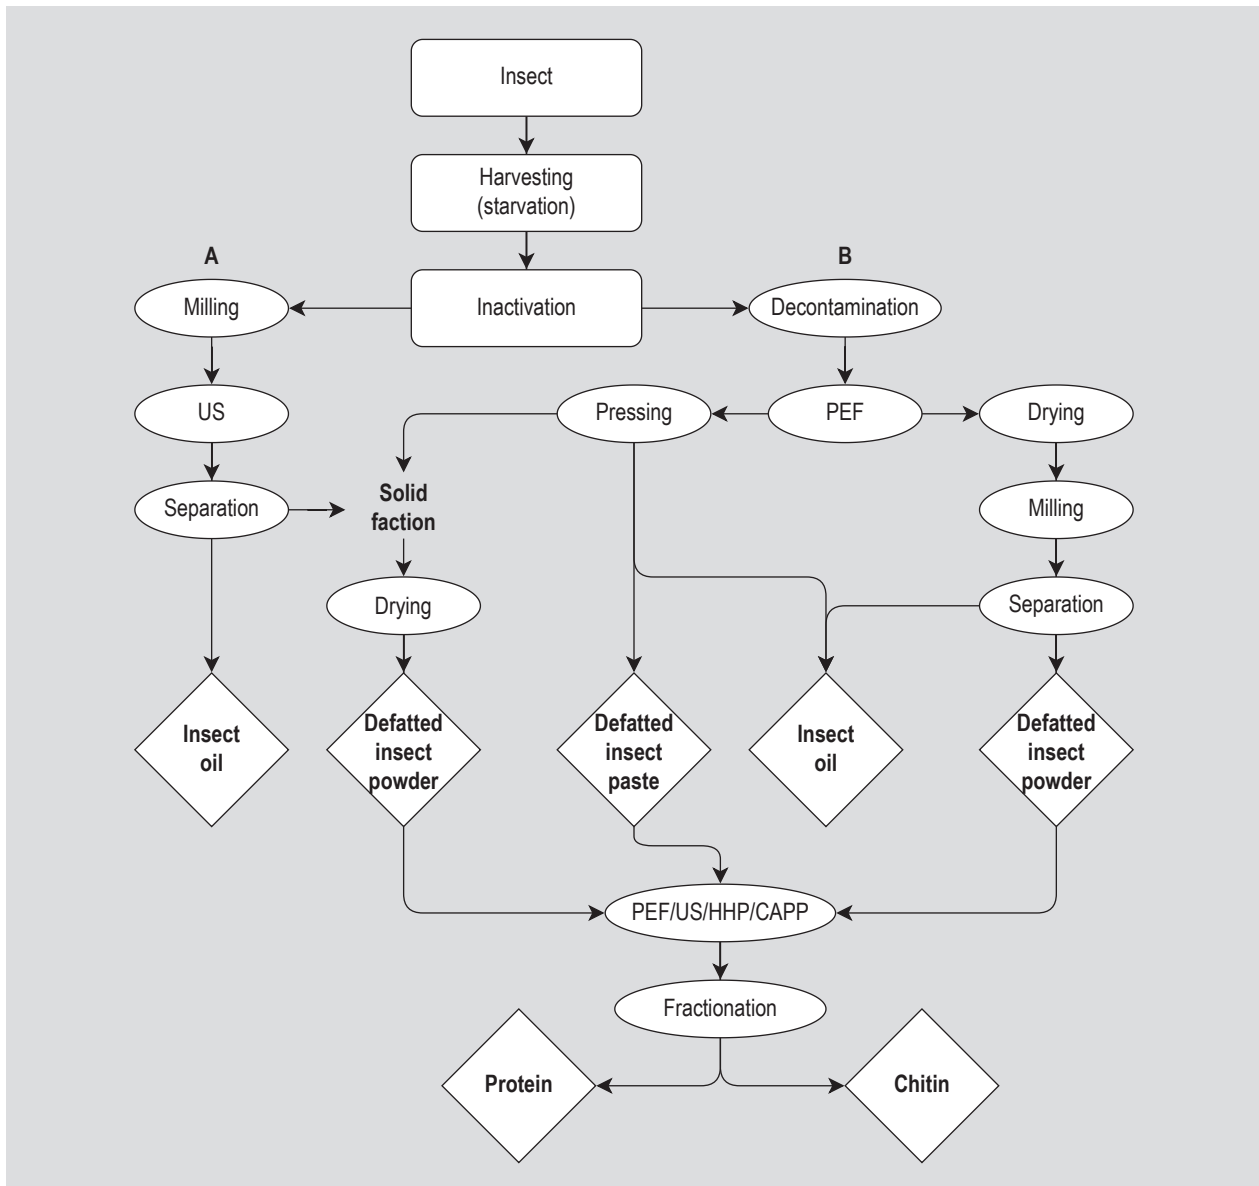 Insect
Harvesting
(starvation)
A
B
Milling
Inactivation
Decontamination
US
Pressing
PEF
Drying
Separation
Solid
faction
Milling
Drying
Separation
Insect
oil
Defatted
insect
powder
Defatted
insect
paste
Insect
oil
Defatted
insect
powder
PEF/US/HHP/CAPP
Fractionation
Protein
Chitin